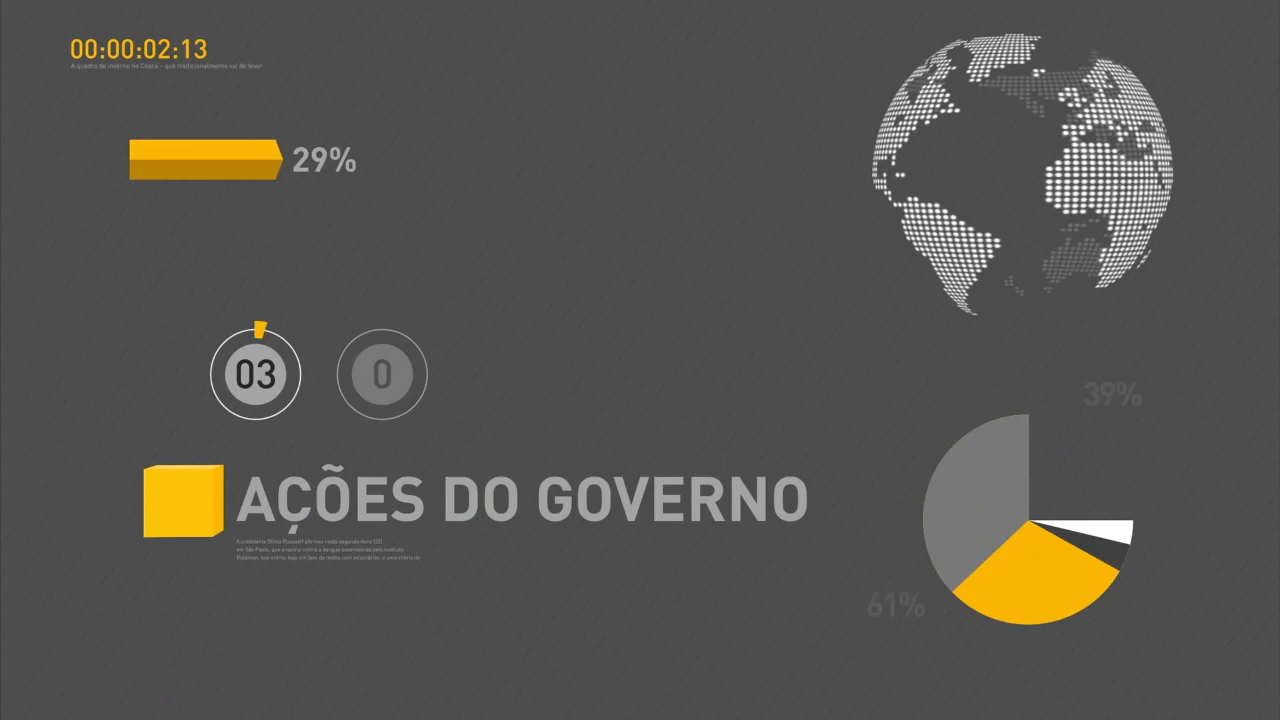 00:00:02:13
A quadra de inverno no Ceará – que tradicionalmente vai de fever
29%
39%
03
0
AÇÕES DO GOVERNO
A presidenta Dilma Rousseff afirmou nesta segunda-feira (22),
em São Paulo, que a vacina contra a dengue desenvolvida pelo Instituto
Butantan, que entrou hoje em fase de testes com voluntários, é uma oferta do
61%